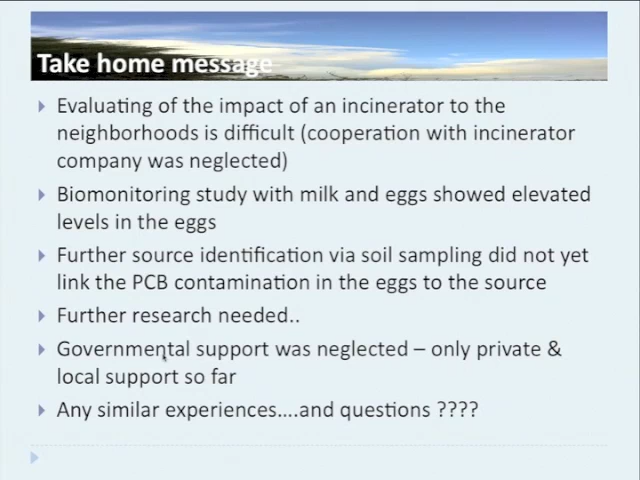 Take home message
Evaluating of the impact of an incinerator to the
neighborhoods is difficult (cooperation with incinerator
company was neglected)
Biomonitoring study with milk and eggs showed elevated
levels in the eggs
Further source identification via soil sampling did not yet
link the PCB contamination in the eggs to the source
Further research needed..
Governmental support was neglected – only private &
local support so far
Any similar experiences....and questions ????